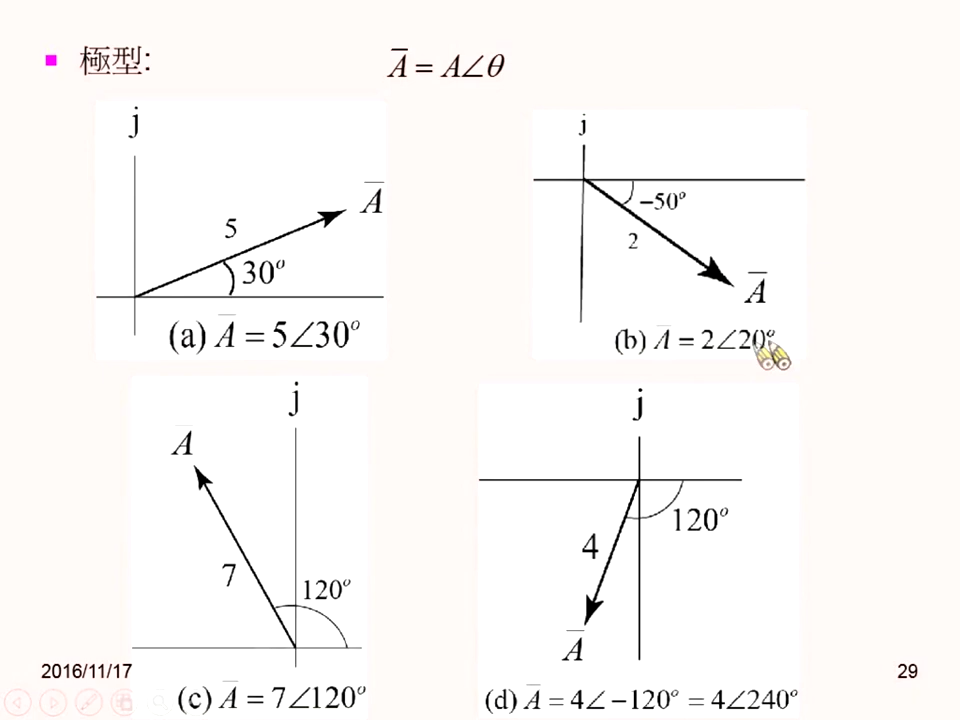 極型:
A̅ = A∠θ
j
A̅
5
30°
(a) A̅ = 5∠30°
j
−50°
2
A̅
(b) A̅ = 2∠20°
j
A̅
7
120°
(c) A̅ = 7∠120°
j
120°
4
A̅
(d) A̅ = 4∠−120° = 4∠240°
2016/11/17
29